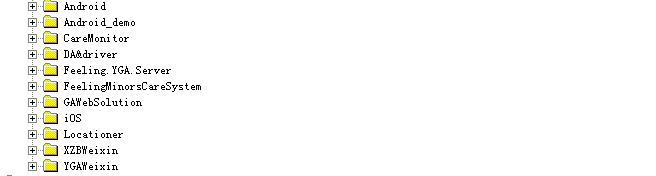 Android
Android_demo
CareMonitor
DA&driver
Feeling.YGA.Server
FeelingMinorsCareSystem
GAWebSolution
iOS
Locationer
XZBWeixin
YGAWeixin